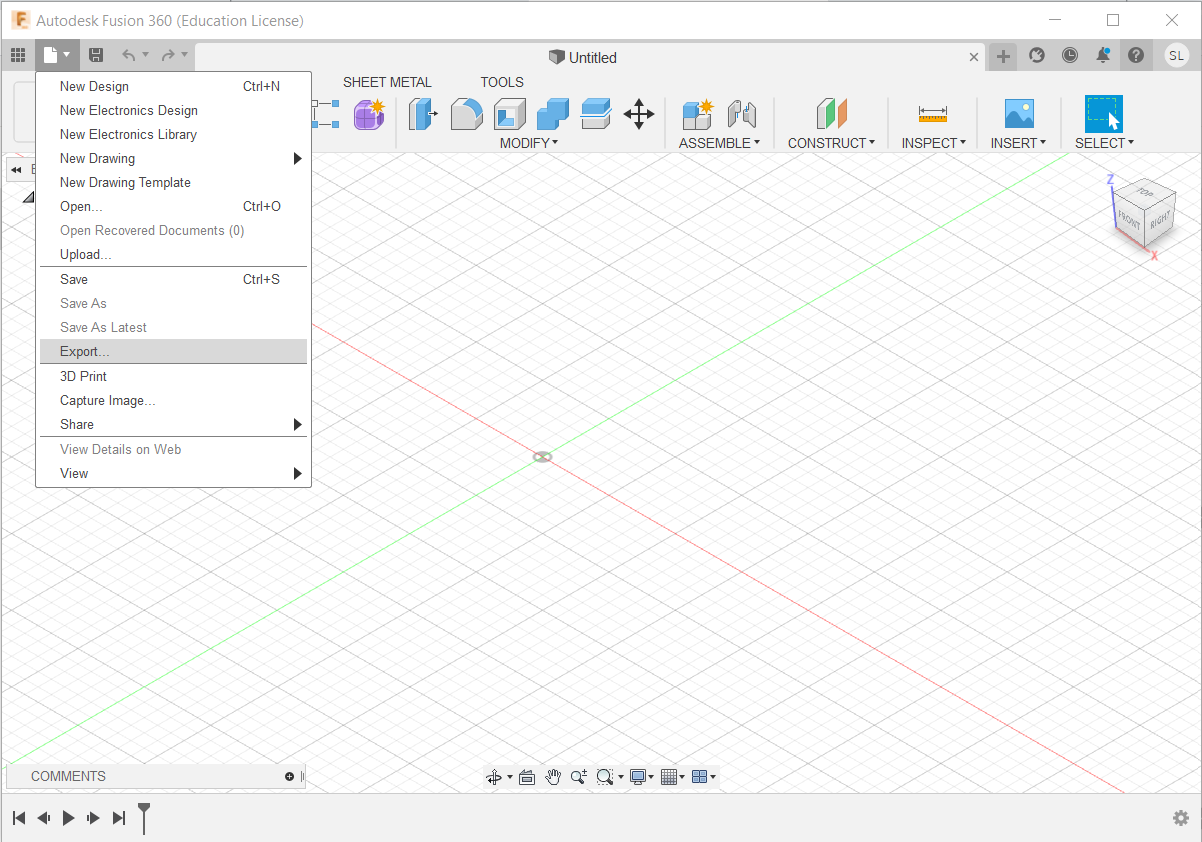 Autodesk Fusion 360 (Education License)
Untitled
SL
New Design Ctrl+N
New Electronics Design
New Electronics Library
New Drawing
New Drawing Template
Open... Ctrl+O
Open Recovered Documents (0)
Upload...
Save Ctrl+S
Save As
Save As Latest
Export...
3D Print
Capture Image...
Share
View Details on Web
View
SHEET METAL TOOLS
MODIFY ASSEMBLE CONSTRUCT INSPECT INSERT SELECT
Z
TOP
FRONT RIGHT
X
COMMENTS